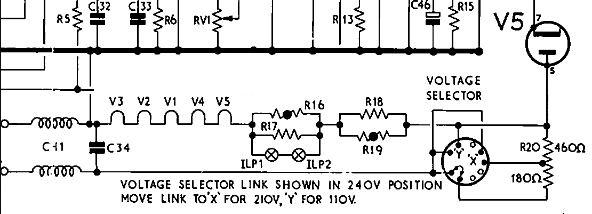 R5
C32
C33
R6
RV1
R13
C46
R15
V5
7
5
VOLTAGE
SELECTOR
V3 V2 V1 V4 V5
R16
R17
R18
R19
ILP1 ILP2
C34
'Y' 'X'
R20
460Ω
180Ω
VOLTAGE SELECTOR LINK SHOWN IN 240V POSITION
MOVE LINK TO 'X' FOR 210V, 'Y' FOR 110V.